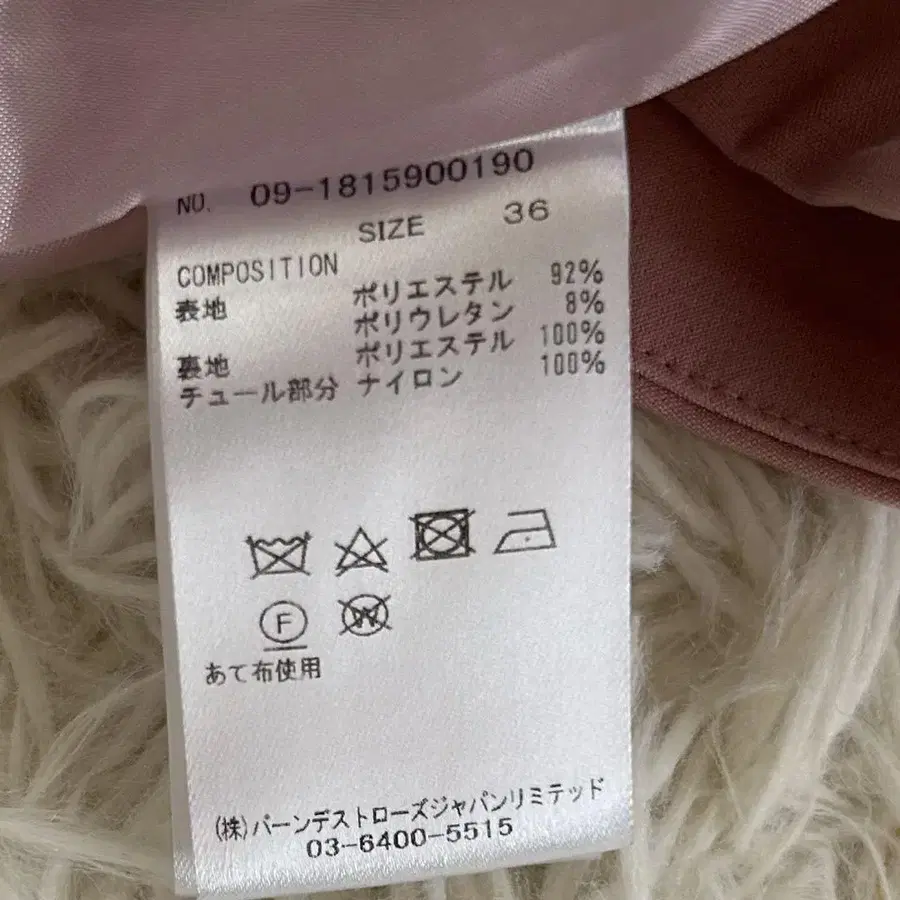 NO. 09-1815900190
SIZE 36
COMPOSITION
表地 ポリエステル 92%
ポリウレタン 8%
裏地 ポリエステル 100%
チュール部分 ナイロン 100%
F W
あて布使用
(株)バーンデストローズジャパンリミテッド
03-6400-5515